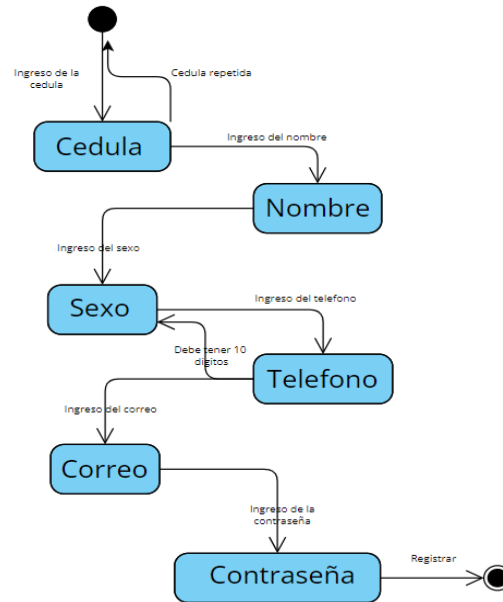 Ingreso de la
cedula
Cedula repetida
Cedula
Ingreso del nombre
Nombre
Ingreso del sexo
Sexo
Ingreso del telefono
Debe tener 10
digitos
Telefono
Ingreso del correo
Correo
Ingreso de la
contraseña
Contraseña
Registrar